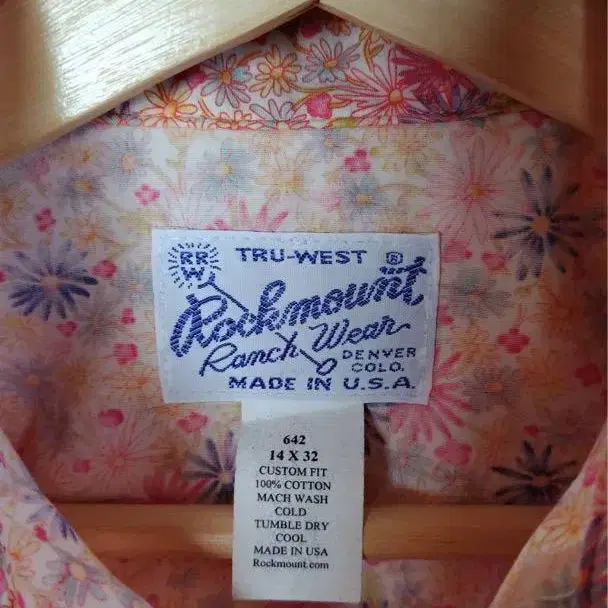 RR
W
TRU-WEST ®
Rockmount
Ranch Wear
DENVER
COLO.
MADE IN U.S.A.
642
14 X 32
CUSTOM FIT
100% COTTON
MACH WASH
COLD
TUMBLE DRY
COOL
MADE IN USA
Rockmount.com